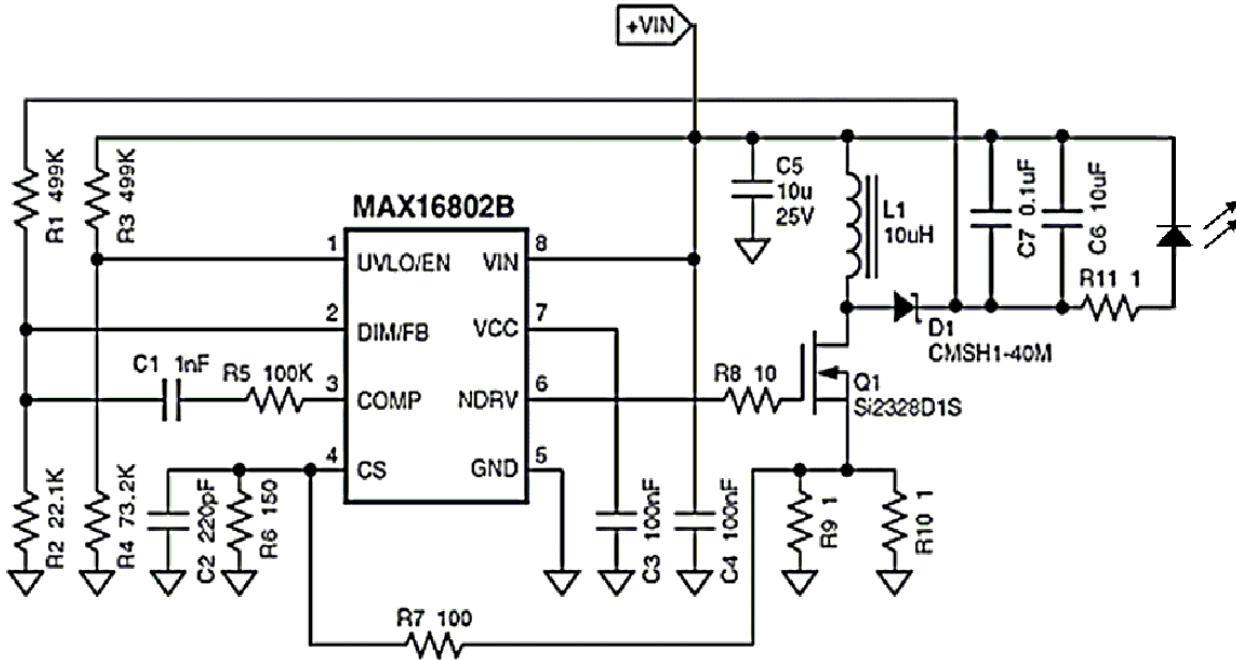 +VIN
R1 499K
R3 499K
MAX16802B
C5
10u
25V
L1
10uH
C7 0.1uF
C6 10uF
1
UVLO/EN
VIN
8
2
DIM/FB
VCC
7
D1
CMSH1-40M
R11 1
C1 1nF
R5 100K
3
COMP
NDRV
6
R8 10
Q1
Si2328D1S
4
CS
GND
5
R2 22.1K
R4 73.2K
C2 220pF
R6 150
C3 100nF
C4 100nF
R9 1
R10 1
R7 100